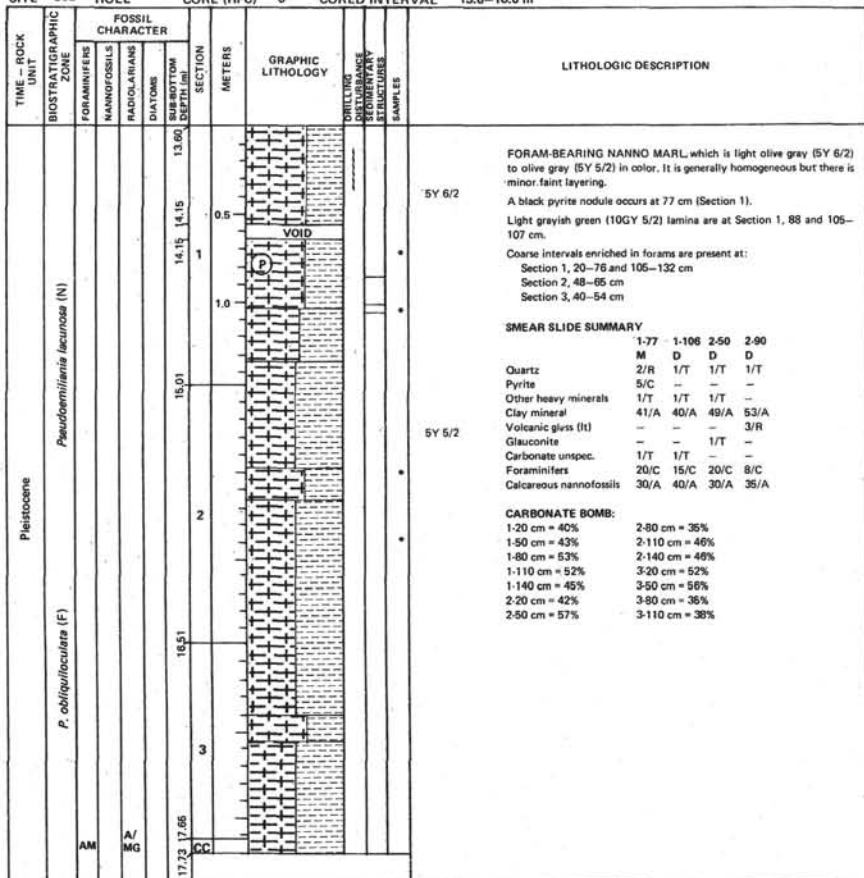 HOLE CORE (HPC) CORED INTERVAL
TIME – ROCK UNIT
BIOSTRATIGRAPHIC ZONE
FOSSIL CHARACTER
FORAMINIFERS
NANNOFOSSILS
RADIOLARIANS
DIATOMS
SUB-BOTTOM DEPTH (m)
SECTION
METERS
GRAPHIC LITHOLOGY
DRILLING DISTURBANCE
SEDIMENTARY STRUCTURES
SAMPLES
LITHOLOGIC DESCRIPTION
Pleistocene
Pseudoemiliania lacunosa (N)
P. obliquiloculata (F)
AM
A/
MG
13.60
14.15
14.15
15.01
16.51
17.66
17.73
1
2
3
CC
0.5
1.0
VOID
P
5Y 6/2
5Y 5/2
FORAM-BEARING NANNO MARL which is light olive gray (5Y 6/2)
to olive gray (5Y 5/2) in color. It is generally homogeneous but there is
minor faint layering.
A black pyrite nodule occurs at 77 cm (Section 1).
Light grayish green (10GY 5/2) lamina are at Section 1, 88 and 105–
107 cm.
Coarse intervals enriched in forams are present at:
Section 1, 20–76 and 105–132 cm
Section 2, 48–65 cm
Section 3, 40–54 cm
SMEAR SLIDE SUMMARY
1-77 1-106 2-50 2-90
M D D D
Quartz 2/R 1/T 1/T 1/T
Pyrite 5/C – – –
Other heavy minerals 1/T 1/T 1/T –
Clay mineral 41/A 40/A 49/A 53/A
Volcanic glass (lt) – – – 3/R
Glauconite – – 1/T –
Carbonate unspec. 1/T 1/T – –
Foraminifers 20/C 15/C 20/C 8/C
Calcareous nannofossils 30/A 40/A 30/A 35/A
CARBONATE BOMB:
1-20 cm = 40% 2-80 cm = 35%
1-50 cm = 43% 2-110 cm = 46%
1-80 cm = 53% 2-140 cm = 46%
1-110 cm = 52% 3-20 cm = 52%
1-140 cm = 45% 3-50 cm = 56%
2-20 cm = 42% 3-80 cm = 36%
2-50 cm = 57% 3-110 cm = 38%